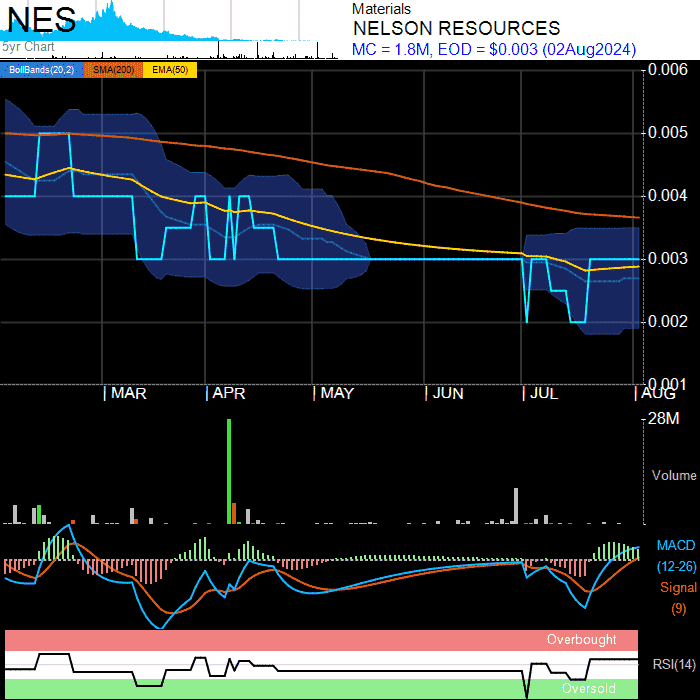 NES
5yr Chart
Materials
NELSON RESOURCES
MC = 1.8M, EOD = $0.003 (02Aug2024)
BollBands(20,2) SMA(200) EMA(50)
0.006
0.005
0.004
0.003
0.002
0.001
MAR APR MAY JUN JUL AUG
28M
Volume
MACD
(12-26)
Signal
(9)
Overbought
RSI(14)
Oversold